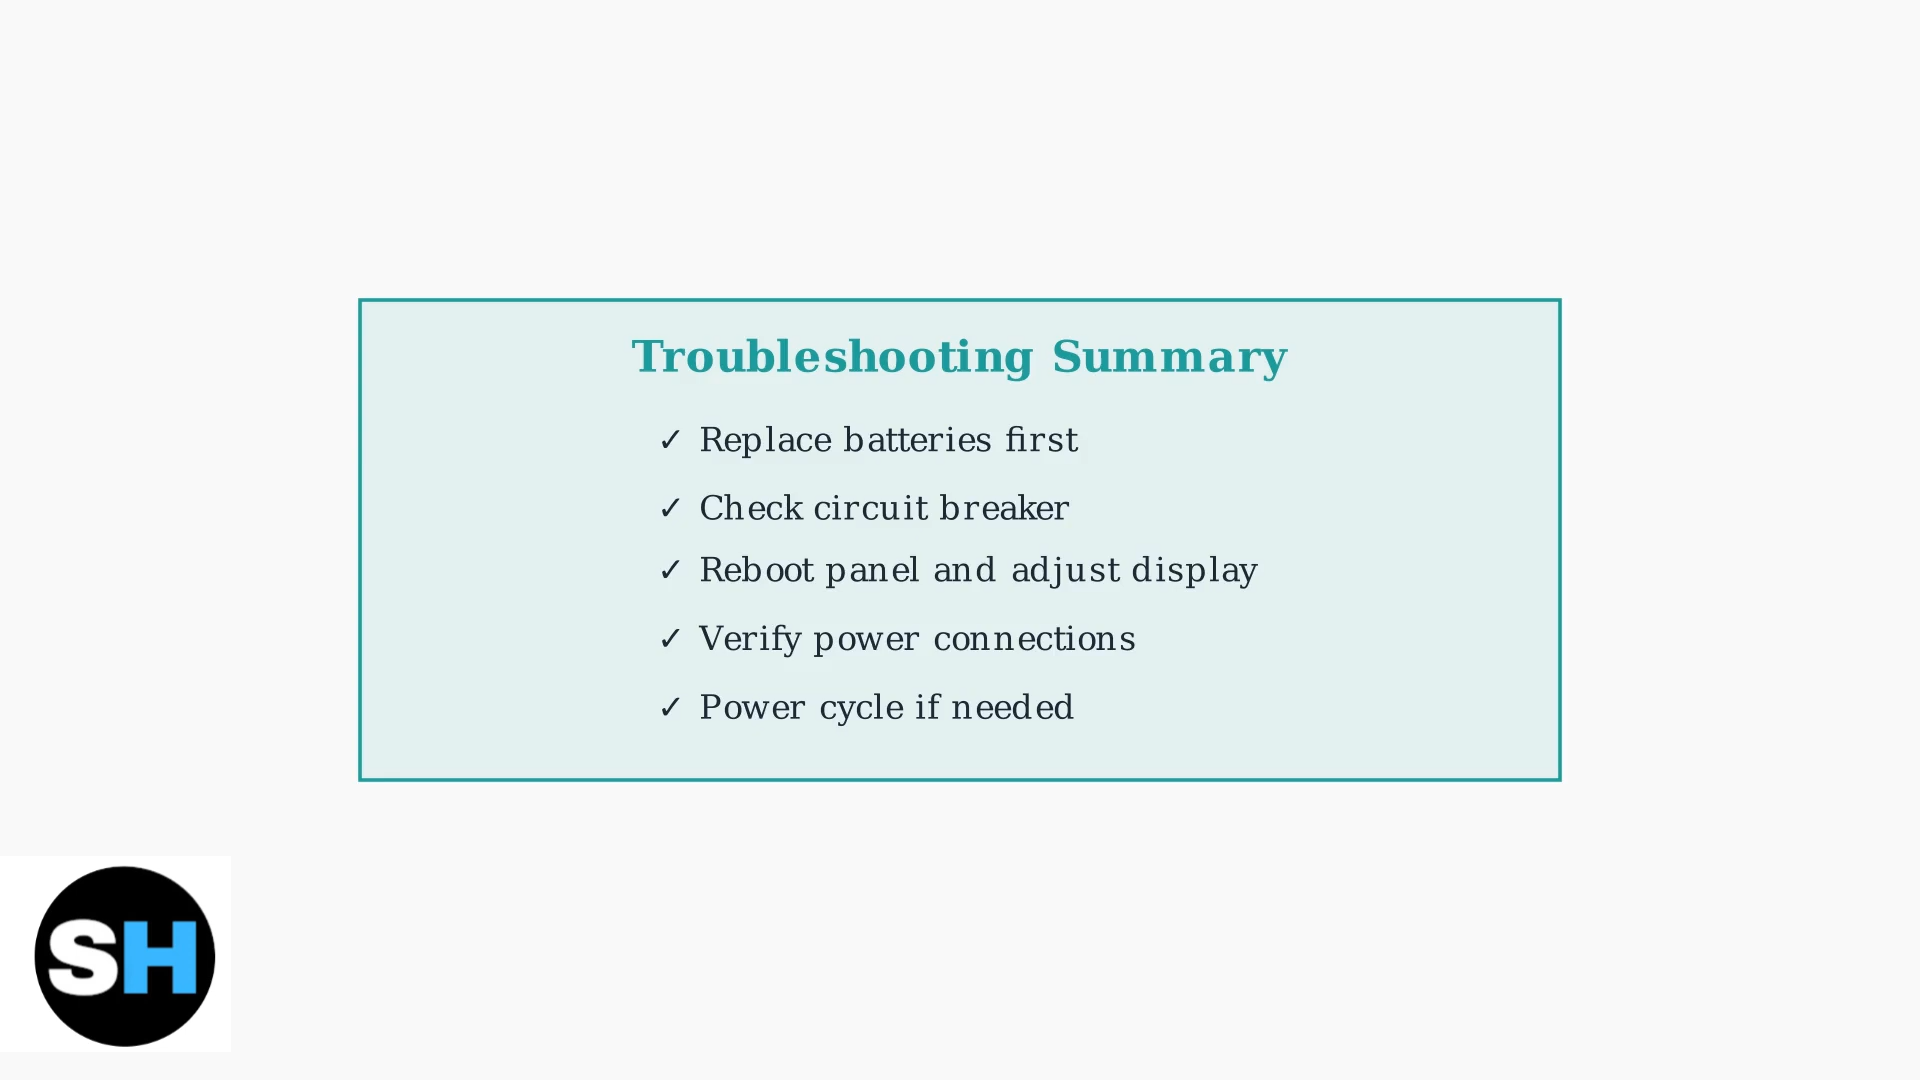 Troubleshooting Summary
✓ Replace batteries first
✓ Check circuit breaker
✓ Reboot panel and adjust display
✓ Verify power connections
✓ Power cycle if needed
SH